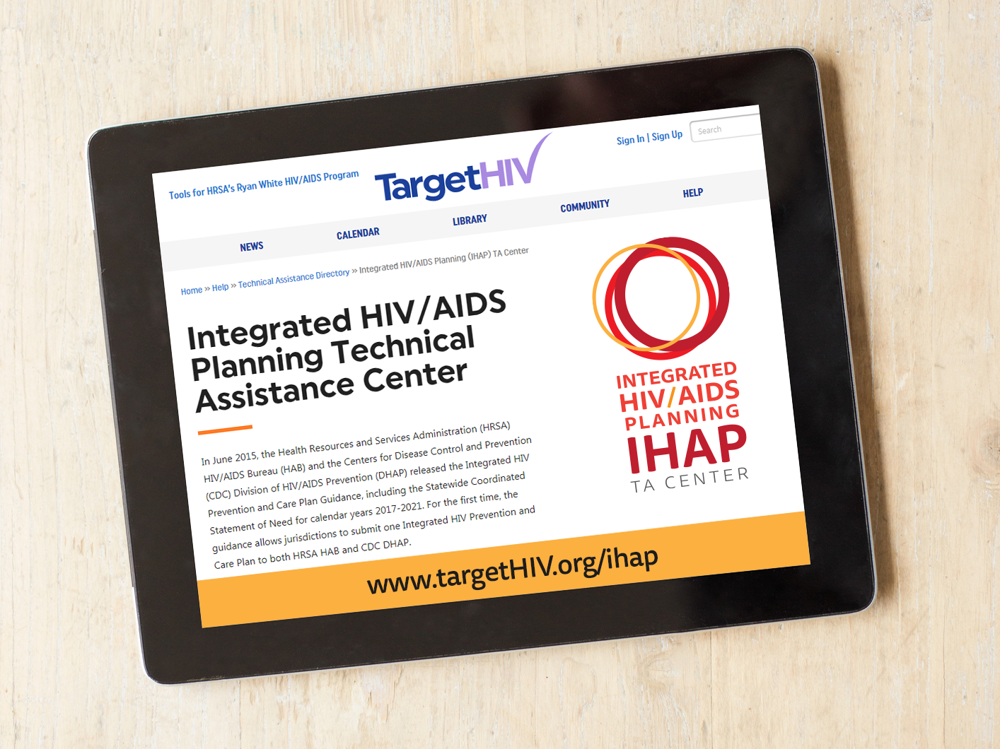 Tools for HRSA's Ryan White HIV/AIDS Program
TargetHIV
Sign In | Sign Up
Search
NEWS
CALENDAR
LIBRARY
COMMUNITY
HELP
Home » Help » Technical Assistance Directory » Integrated HIV/AIDS Planning (IHAP) TA Center
Integrated HIV/AIDS
Planning Technical
Assistance Center
In June 2015, the Health Resources and Services Administration (HRSA)
HIV/AIDS Bureau (HAB) and the Centers for Disease Control and Prevention
(CDC) Division of HIV/AIDS Prevention (DHAP) released the Integrated HIV
Prevention and Care Plan Guidance, including the Statewide Coordinated
Statement of Need for calendar years 2017-2021. For the first time, the
guidance allows jurisdictions to submit one Integrated HIV Prevention and
Care Plan to both HRSA HAB and CDC DHAP.
INTEGRATED
HIV/AIDS
PLANNING
IHAP
TA CENTER
www.targetHIV.org/ihap